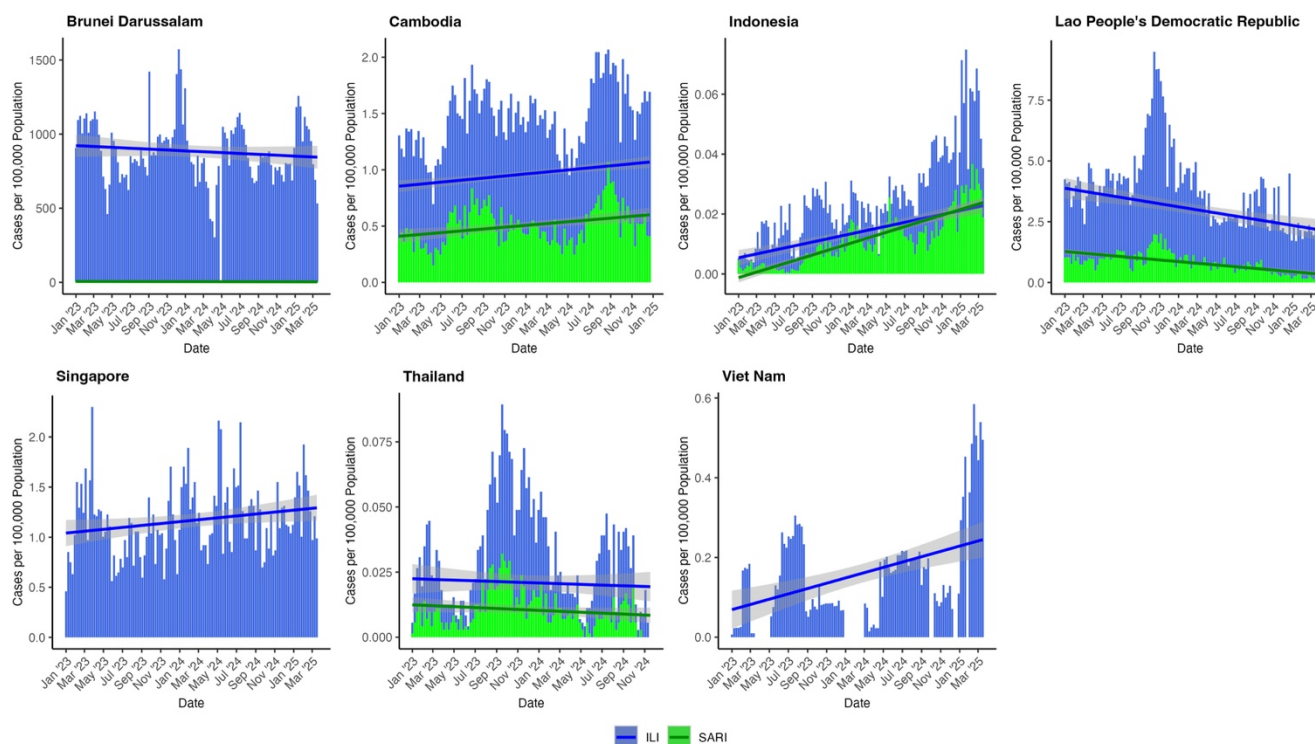 Brunei Darussalam
Cases per 100,000 Population
1500
1000
500
0
Jan '23
Mar '23
May '23
Jul '23
Sep '23
Nov '23
Jan '24
Mar '24
May '24
Jul '24
Sep '24
Nov '24
Jan '25
Mar '25
Date
Cambodia
Cases per 100,000 Population
2.0
1.5
1.0
0.5
0.0
Jan '23
Mar '23
May '23
Jul '23
Sep '23
Nov '23
Jan '24
Mar '24
May '24
Jul '24
Sep '24
Nov '24
Jan '25
Date
Indonesia
Cases per 100,000 Population
0.06
0.04
0.02
0.00
Jan '23
Mar '23
May '23
Jul '23
Sep '23
Nov '23
Jan '24
Mar '24
May '24
Jul '24
Sep '24
Nov '24
Jan '25
Mar '25
Date
Lao People's Democratic Republic
Cases per 100,000 Population
7.5
5.0
2.5
0.0
Jan '23
Mar '23
May '23
Jul '23
Sep '23
Nov '23
Jan '24
Mar '24
May '24
Jul '24
Sep '24
Nov '24
Jan '25
Mar '25
Date
Singapore
Cases per 100,000 Population
2.0
1.5
1.0
0.5
0.0
Jan '23
Mar '23
May '23
Jul '23
Sep '23
Nov '23
Jan '24
Mar '24
May '24
Jul '24
Sep '24
Nov '24
Jan '25
Mar '25
Date
Thailand
Cases per 100,000 Population
0.075
0.050
0.025
0.000
Jan '23
Mar '23
May '23
Jul '23
Sep '23
Nov '23
Jan '24
Mar '24
May '24
Jul '24
Sep '24
Nov '24
Date
Viet Nam
Cases per 100,000 Population
0.6
0.4
0.2
0.0
Jan '23
Mar '23
May '23
Jul '23
Sep '23
Nov '23
Jan '24
Mar '24
May '24
Jul '24
Sep '24
Nov '24
Jan '25
Mar '25
Date
ILI
SARI